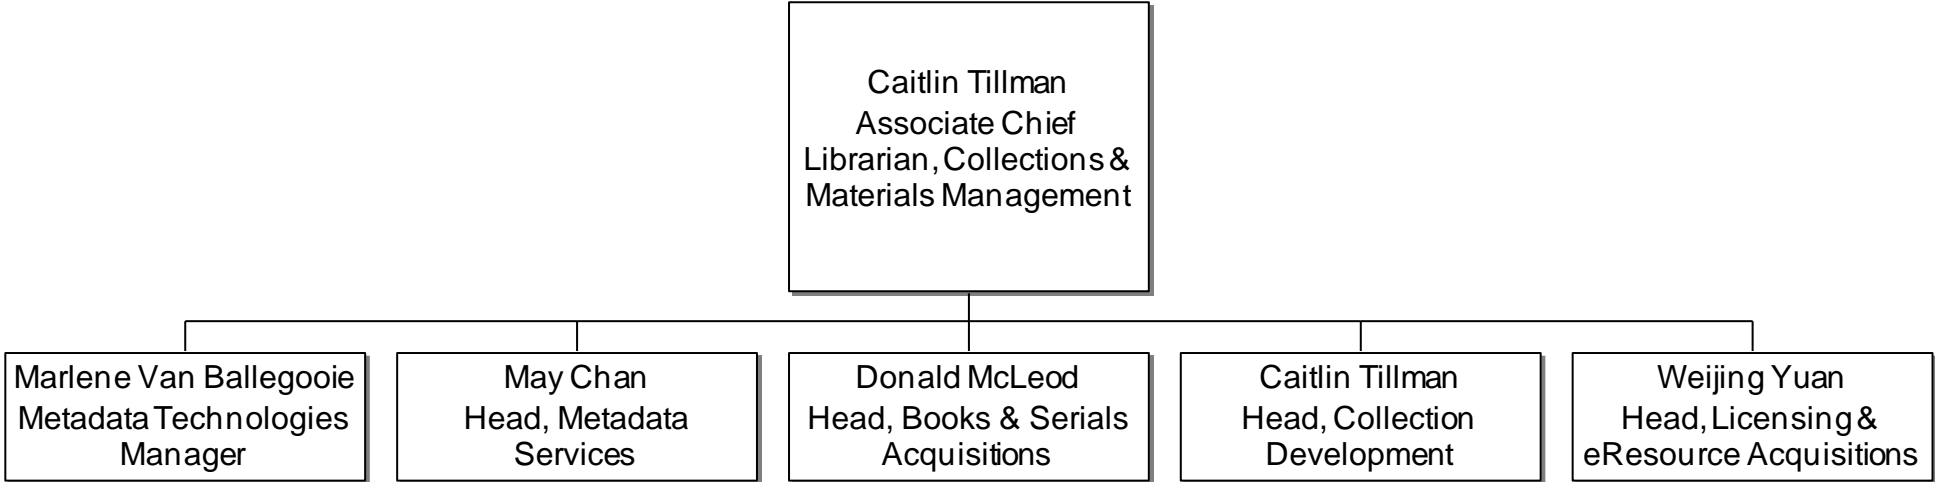 Caitlin Tillman
Associate Chief
Librarian, Collections &
Materials Management
Marlene Van Ballegooie
Metadata Technologies
Manager
May Chan
Head, Metadata
Services
Donald McLeod
Head, Books & Serials
Acquisitions
Caitlin Tillman
Head, Collection
Development
Weijing Yuan
Head, Licensing &
eResource Acquisitions